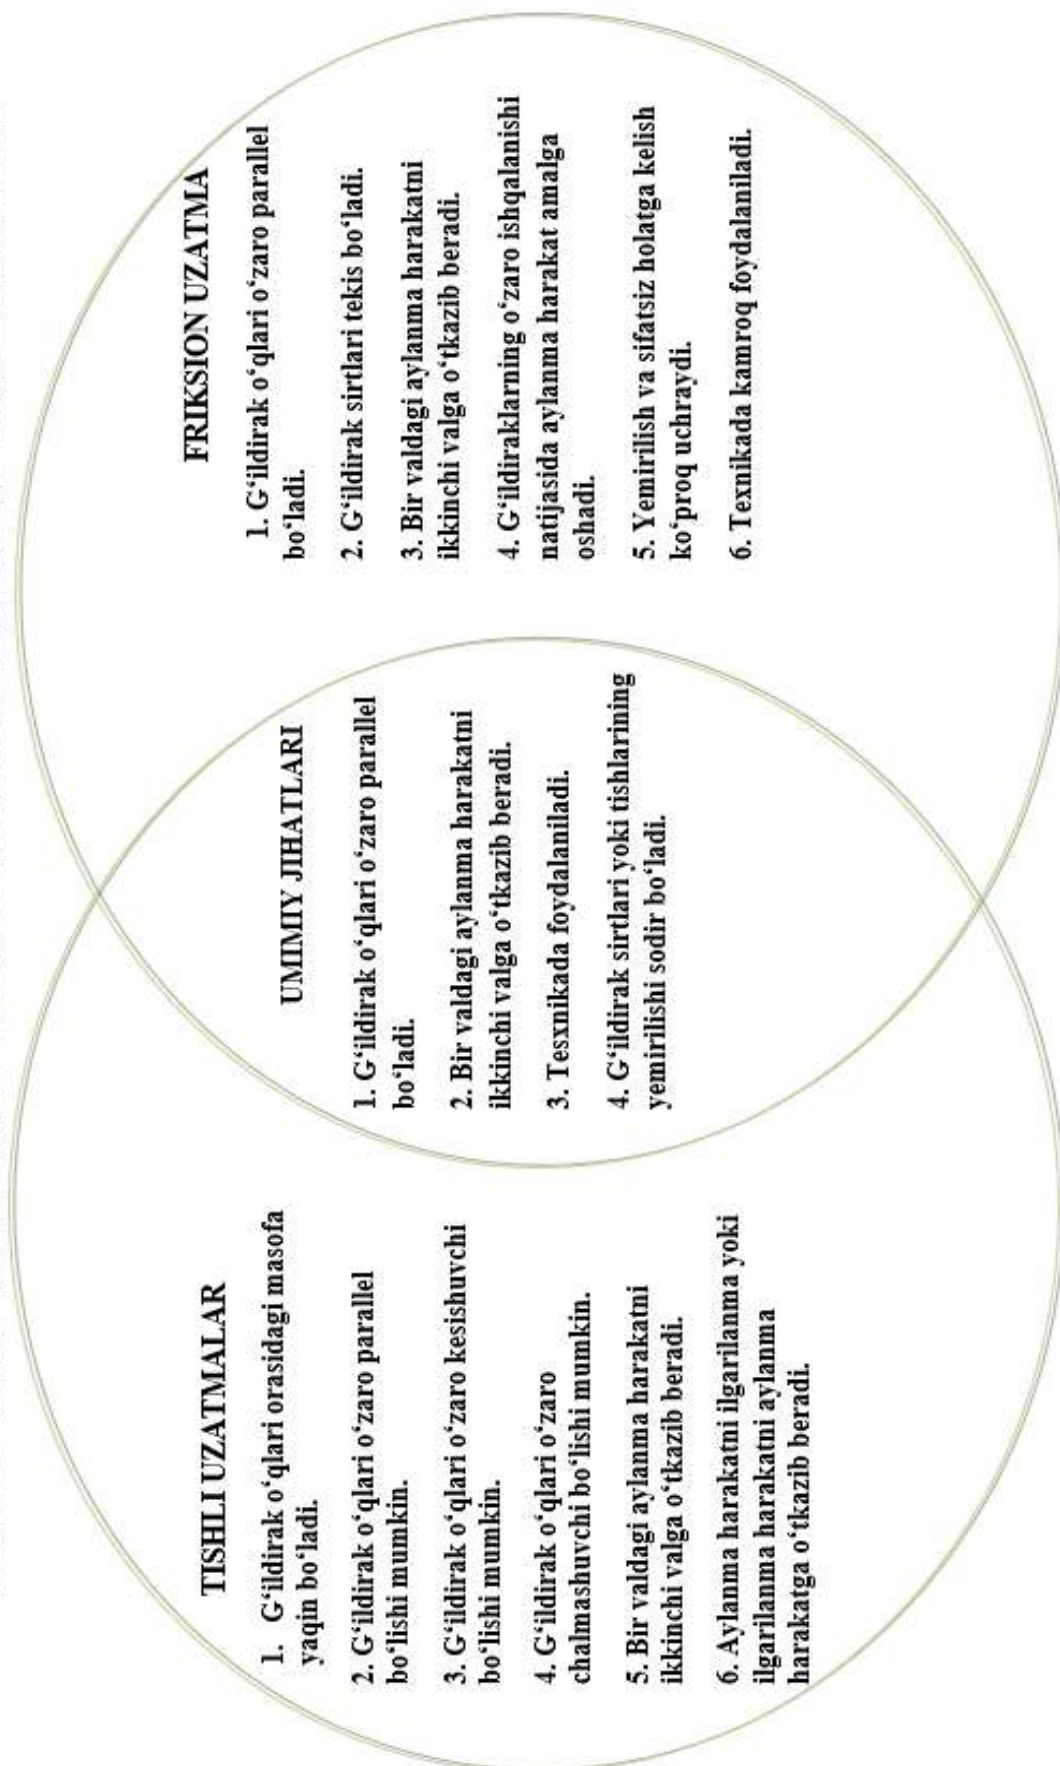 TISHLI UZATMALAR
1. G‘ildirak o‘qlari orasidagi masofa
yaqin bo‘ladi.
2. G‘ildirak o‘qlari o‘zaro parallel
bo‘lishi mumkin.
3. G‘ildirak o‘qlari o‘zaro kesishuvchi
bo‘lishi mumkin.
4. G‘ildirak o‘qlari o‘zaro
chalmashuvchi bo‘lishi mumkin.
5. Bir valdagi aylanma harakatni
ikkinchi valga o‘tkazib beradi.
6. Aylanma harakatni ilgarilanma yoki
ilgarilanma harakatni aylanma
harakatga o‘tkazib beradi.
UMIMIY JIHATLARI
1. G‘ildirak o‘qlari o‘zaro parallel
bo‘ladi.
2. Bir valdagi aylanma harakatni
ikkinchi valga o‘tkazib beradi.
3. Tesxnikada foydalaniladi.
4. G‘ildirak sirtlari yoki tishlarining
yemirilishi sodir bo‘ladi.
FRIKSION UZATMA
1. G‘ildirak o‘qlari o‘zaro parallel
bo‘ladi.
2. G‘ildirak sirtlari tekis bo‘ladi.
3. Bir valdagi aylanma harakatni
ikkinchi valga o‘tkazib beradi.
4. G‘ildiraklarning o‘zaro ishqalanishi
natijasida aylanma harakat amalga
oshadi.
5. Yemirilish va sifatsiz holatga kelish
ko‘proq uchraydi.
6. Texnikada kamroq foydalaniladi.